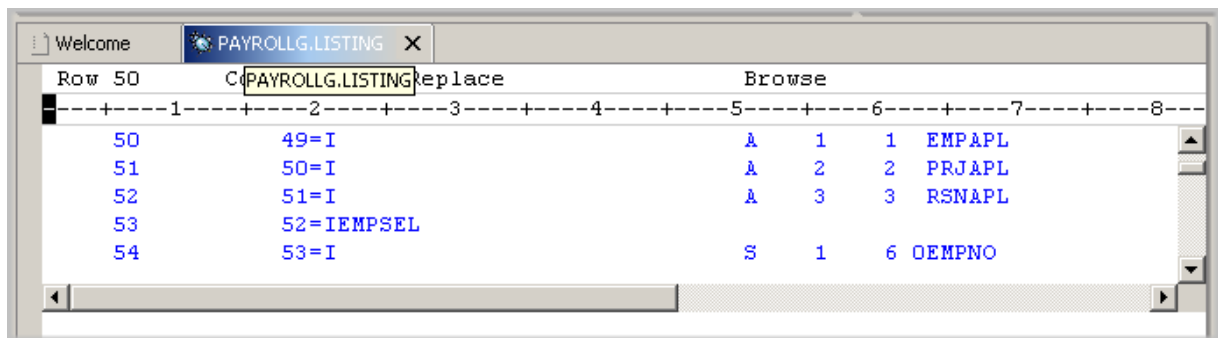 Welcome PAYROLLG.LISTING X
Row 50 C PAYROLLG.LISTING Replace Browse
----+----1----+----2----+----3----+----4----+----5----+----6----+----7----+----8---
50 49=I A 1 1 EMPAPL
51 50=I A 2 2 PRJAPL
52 51=I A 3 3 RSNAPL
53 52=IEMPSEL
54 53=I S 1 6 OEMPNO